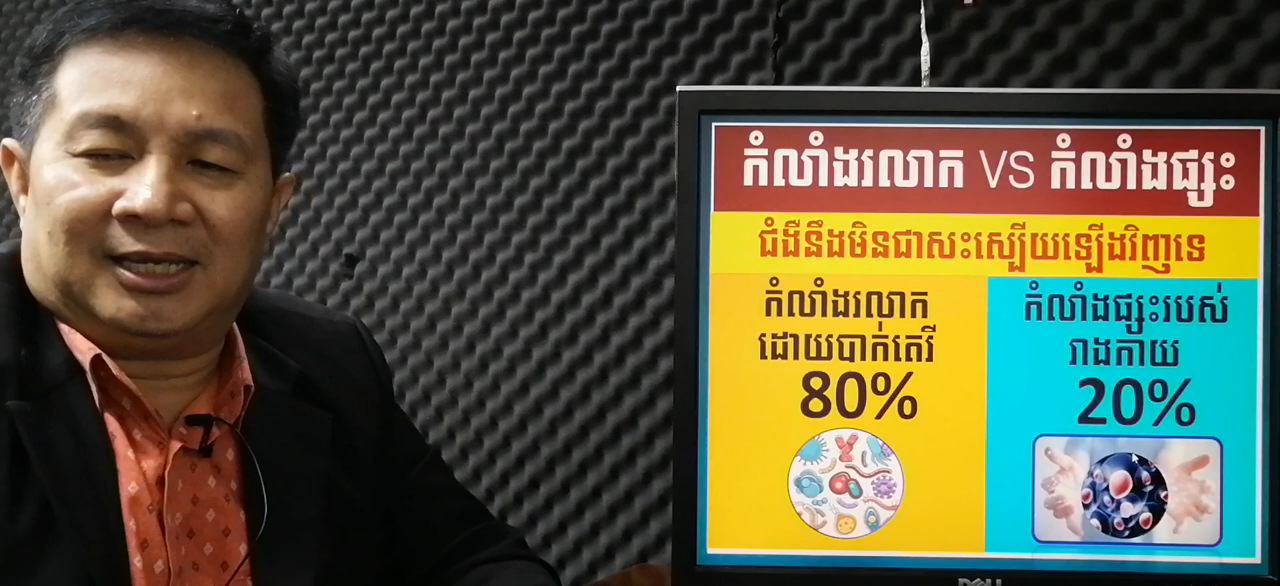 កំលាំងរលាក VS កំលាំងផ្សះ
ជំងឺនឹងមិនជាសះស្បើយឡើងវិញទេ
កំលាំងរលាក
ដោយបាក់តេរី
80%
កំលាំងផ្សះរបស់
រាងកាយ
20%
DELL